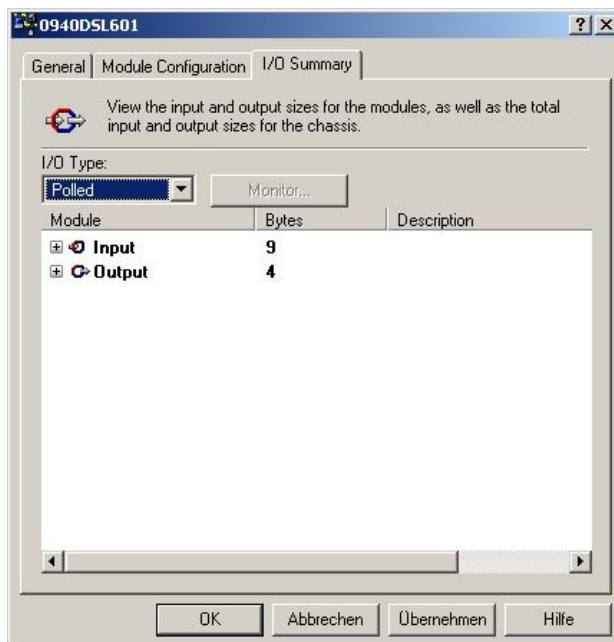 0940DSL601
General Module Configuration I/O Summary
View the input and output sizes for the modules, as well as the total
input and output sizes for the chassis.
I/O Type:
Polled Monitor...
Module Bytes Description
Input 9
Output 4
OK Abbrechen Übernehmen Hilfe